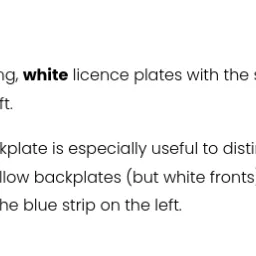 ng, white licence plates with the s
ft.
kplate is especially useful to disti
llow backplates (but white fronts)
he blue strip on the left.